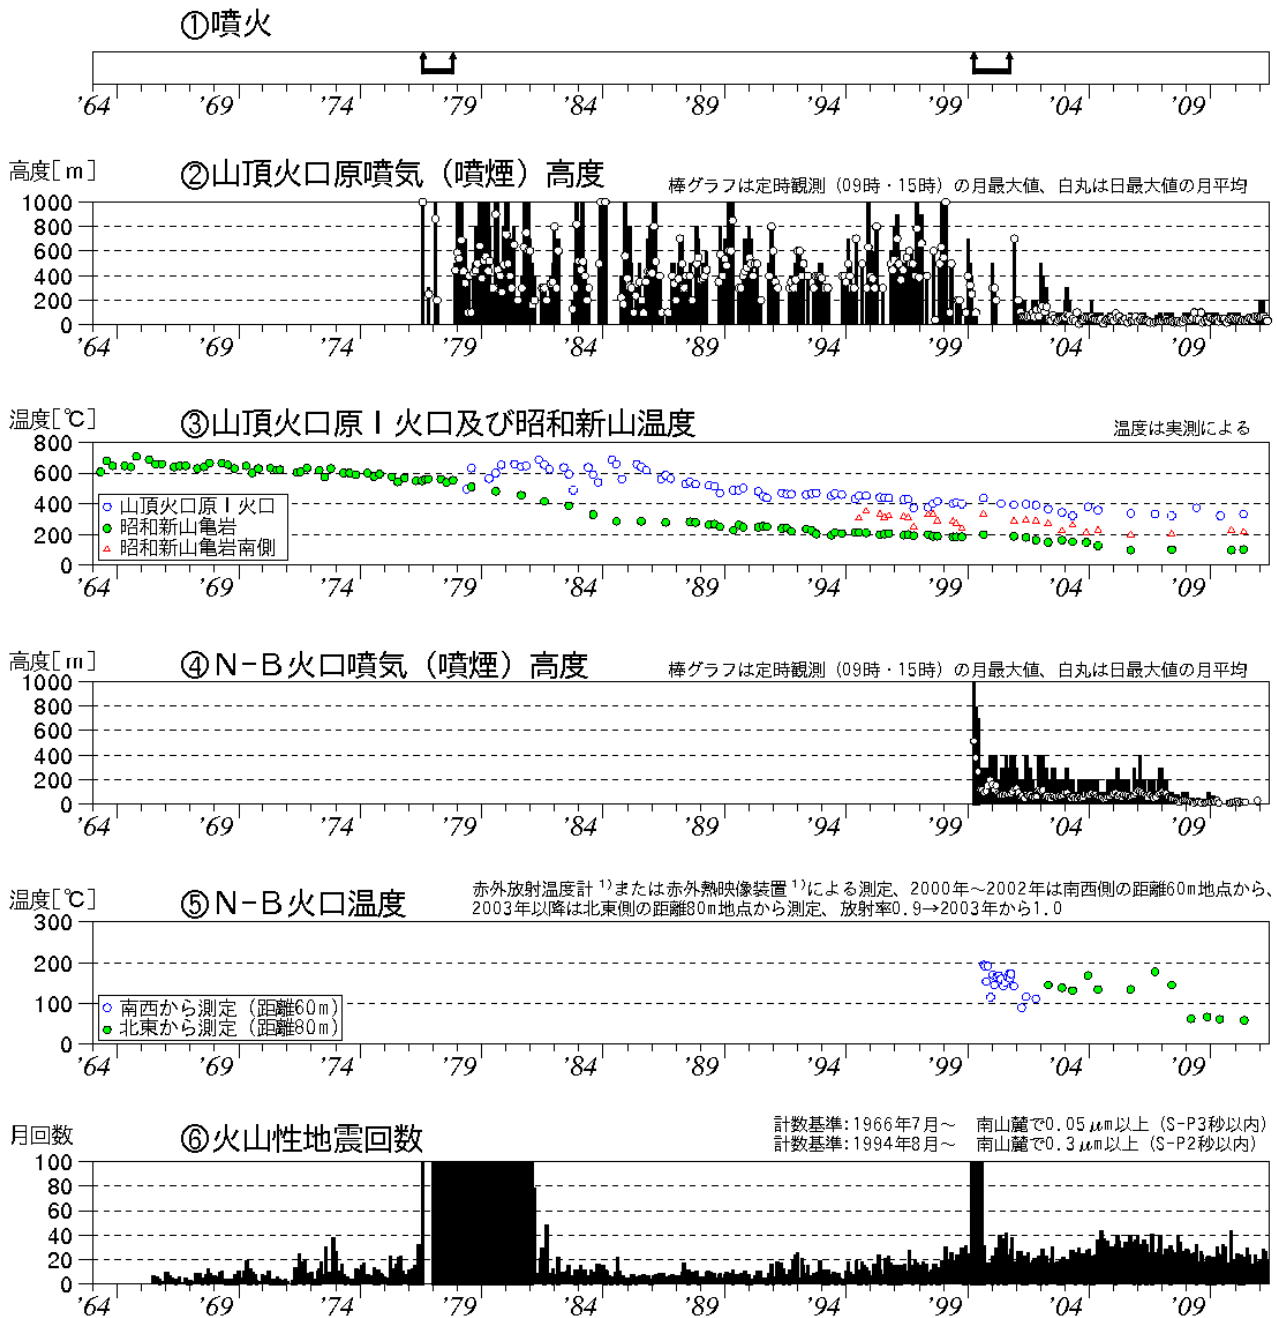 ①噴火
'64 '69 '74 '79 '84 '89 '94 '99 '04 '09
高度[m] ②山頂火口原噴気（噴煙）高度
棒グラフは定時観測（09時・15時）の月最大値、白丸は日最大値の月平均
1000
800
600
400
200
0
'64 '69 '74 '79 '84 '89 '94 '99 '04 '09
温度[℃] ③山頂火口原Ｉ火口及び昭和新山温度
温度は実測による
800
600
400
200
0
山頂火口原Ｉ火口
昭和新山亀岩
昭和新山亀岩南側
'64 '69 '74 '79 '84 '89 '94 '99 '04 '09
高度[m] ④Ｎ-Ｂ火口噴気（噴煙）高度
棒グラフは定時観測（09時・15時）の月最大値、白丸は日最大値の月平均
1000
800
600
400
200
0
'64 '69 '74 '79 '84 '89 '94 '99 '04 '09
温度[℃] ⑤Ｎ-Ｂ火口温度
赤外放射温度計1)または赤外熱映像装置1)による測定、2000年～2002年は南西側の距離60m地点から、
2003年以降は北東側の距離80m地点から測定、放射率0.9→2003年から1.0
300
200
100
0
南西から測定（距離60m）
北東から測定（距離80m）
'64 '69 '74 '79 '84 '89 '94 '99 '04 '09
月回数 ⑥火山性地震回数
計数基準:1966年7月～ 南山麓で0.05μm以上（S-P3秒以内）
計数基準:1994年8月～ 南山麓で0.3μm以上（S-P2秒以内）
100
80
60
40
20
0
'64 '69 '74 '79 '84 '89 '94 '99 '04 '09